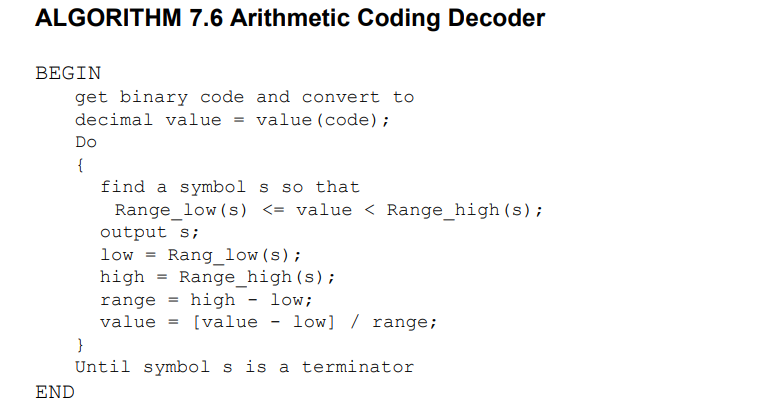 ALGORITHM 7.6 Arithmetic Coding Decoder
BEGIN
get binary code and convert to
decimal value = value(code);
Do
{
find a symbol s so that
Range_low(s) <= value < Range_high(s);
output s;
low = Rang_low(s);
high = Range_high(s);
range = high - low;
value = [value - low] / range;
}
Until symbol s is a terminator
END